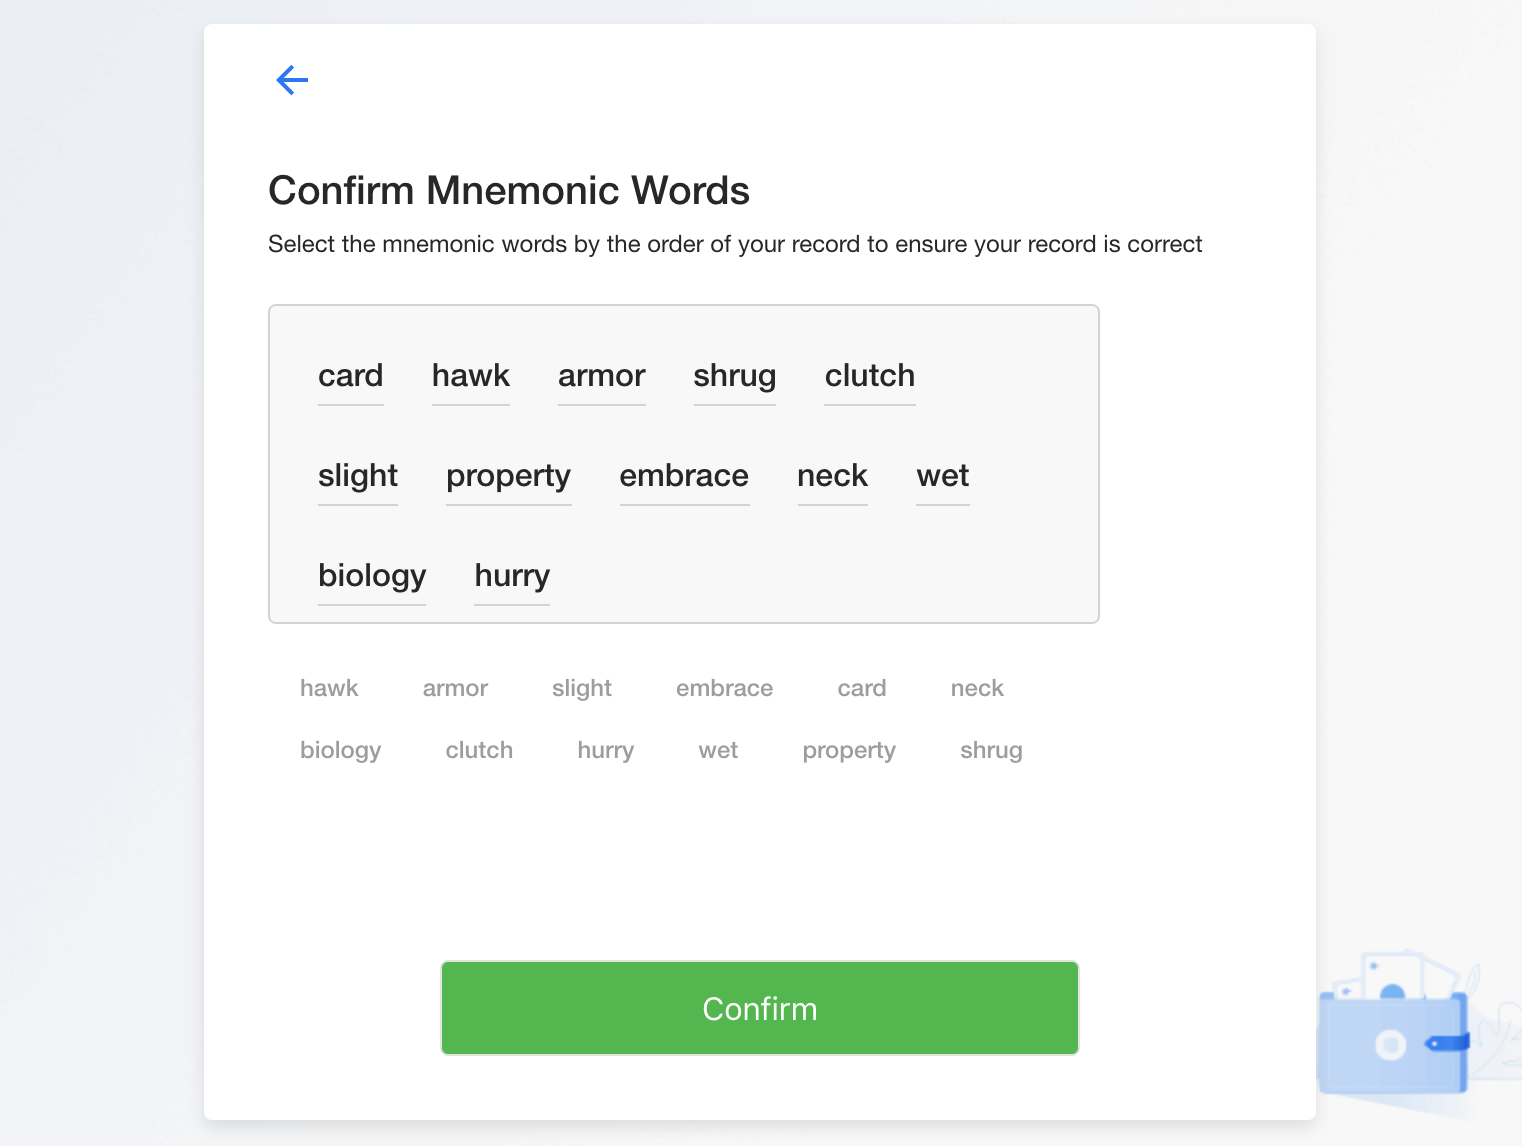 Confirm Mnemonic Words
Select the mnemonic words by the order of your record to ensure your record is correct
card hawk armor shrug clutch
slight property embrace neck wet
biology hurry
hawk armor slight embrace card neck
biology clutch hurry wet property shrug
Confirm